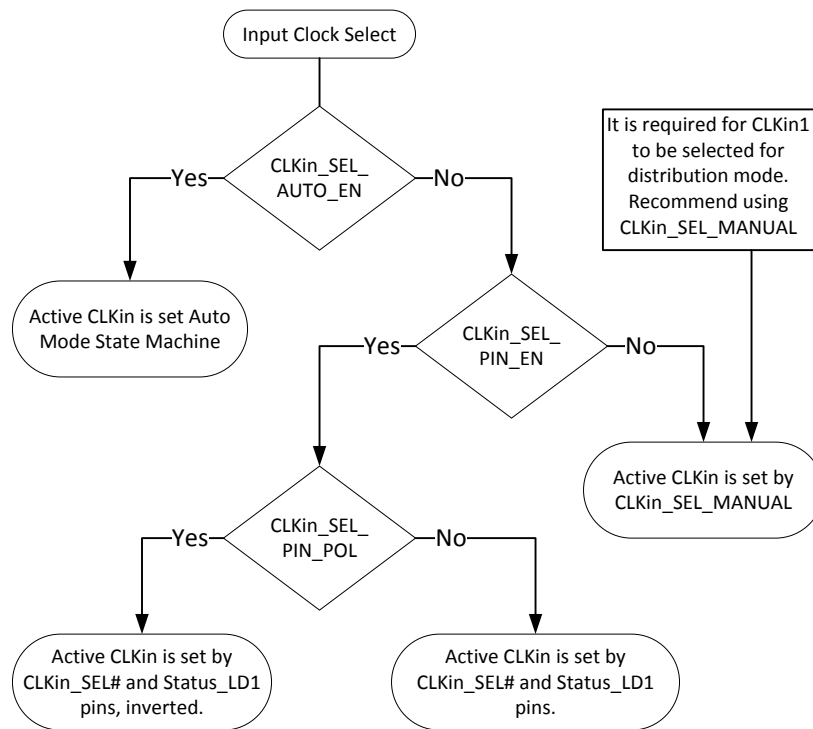 Input Clock Select
It is required for CLKin1
to be selected for
distribution mode.
Recommend using
CLKin_SEL_MANUAL
Yes
CLKin_SEL_
AUTO_EN
No
Active CLKin is set Auto
Mode State Machine
Yes
CLKin_SEL_
PIN_EN
No
Active CLKin is set by
CLKin_SEL_MANUAL
Yes
CLKin_SEL_
PIN_POL
No
Active CLKin is set by
CLKin_SEL# and Status_LD1
pins, inverted.
Active CLKin is set by
CLKin_SEL# and Status_LD1
pins.